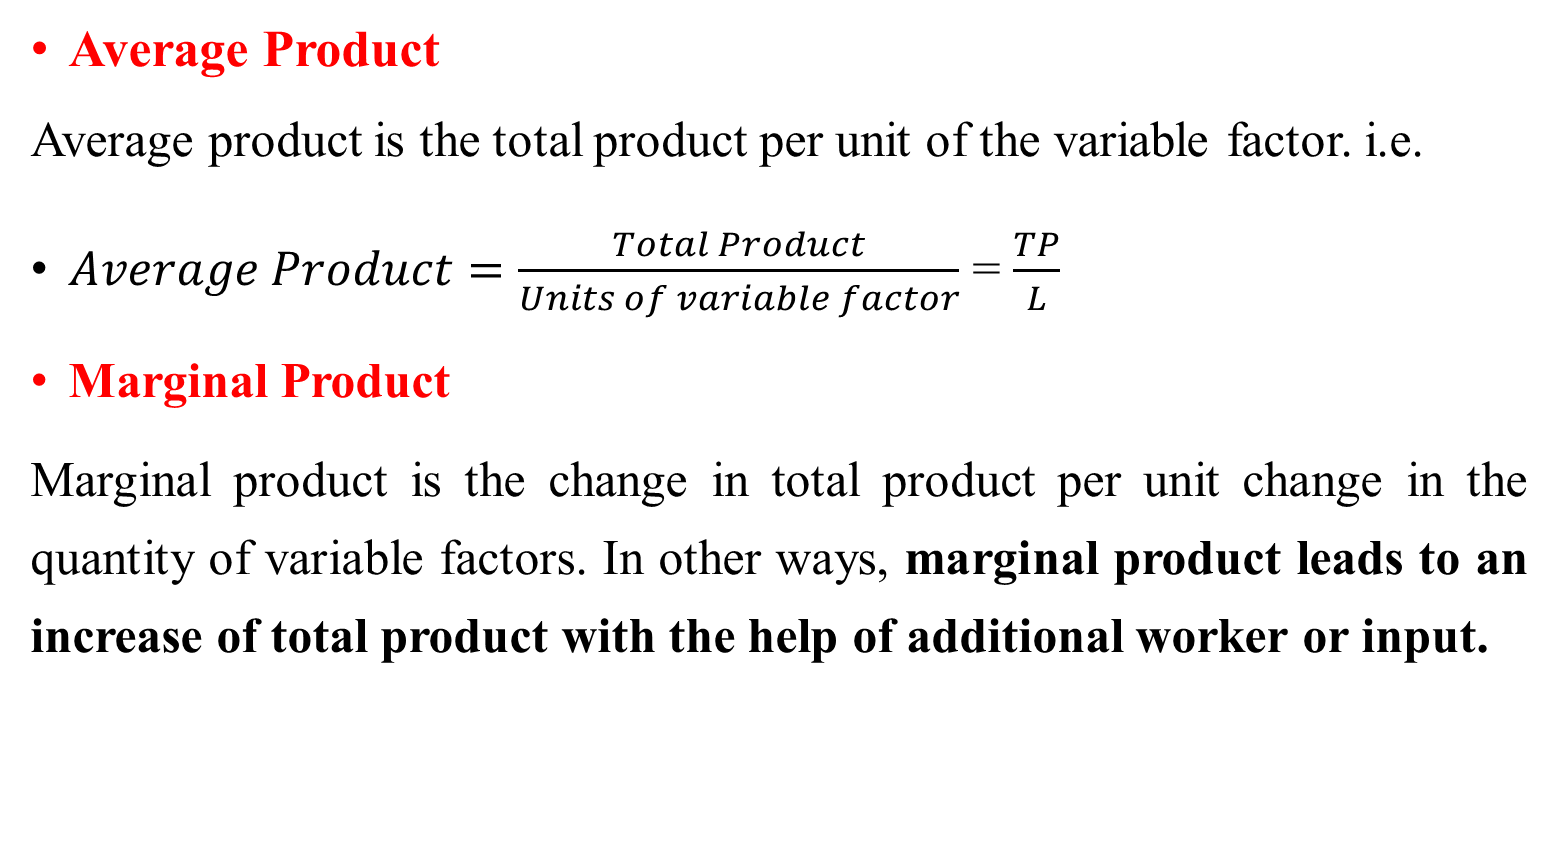 • Average Product
Average product is the total product per unit of the variable factor. i.e.
• Average Product = Total Product / Units of variable factor = TP / L
• Marginal Product
Marginal product is the change in total product per unit change in the
quantity of variable factors. In other ways, marginal product leads to an
increase of total product with the help of additional worker or input.